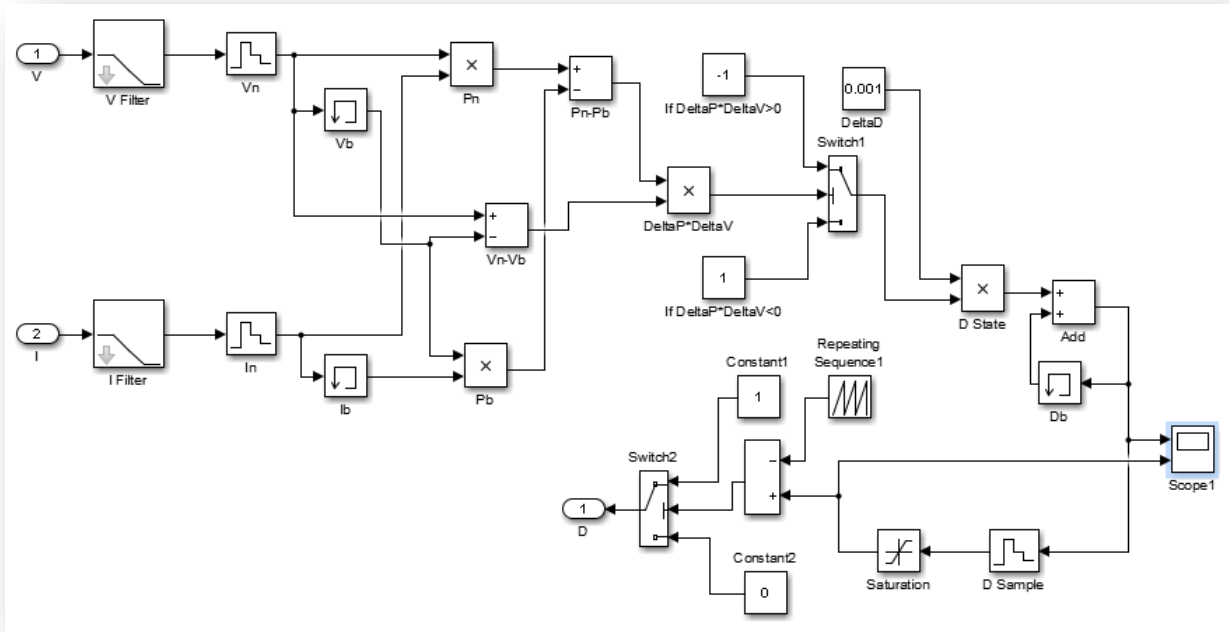 1
V
V Filter
Vn
Vb
×
Pn
+
−
Pn-Pb
-1
If DeltaP*DeltaV>0
0.001
DeltaD
Switch1
+
−
Vn-Vb
×
DeltaP*DeltaV
1
If DeltaP*DeltaV<0
2
I
I Filter
In
Ib
×
Pb
×
D State
+
+
Add
Db
Constant1
1
Repeating
Sequence1
Switch2
−
+
1
D
Constant2
0
Saturation
D Sample
Scope1